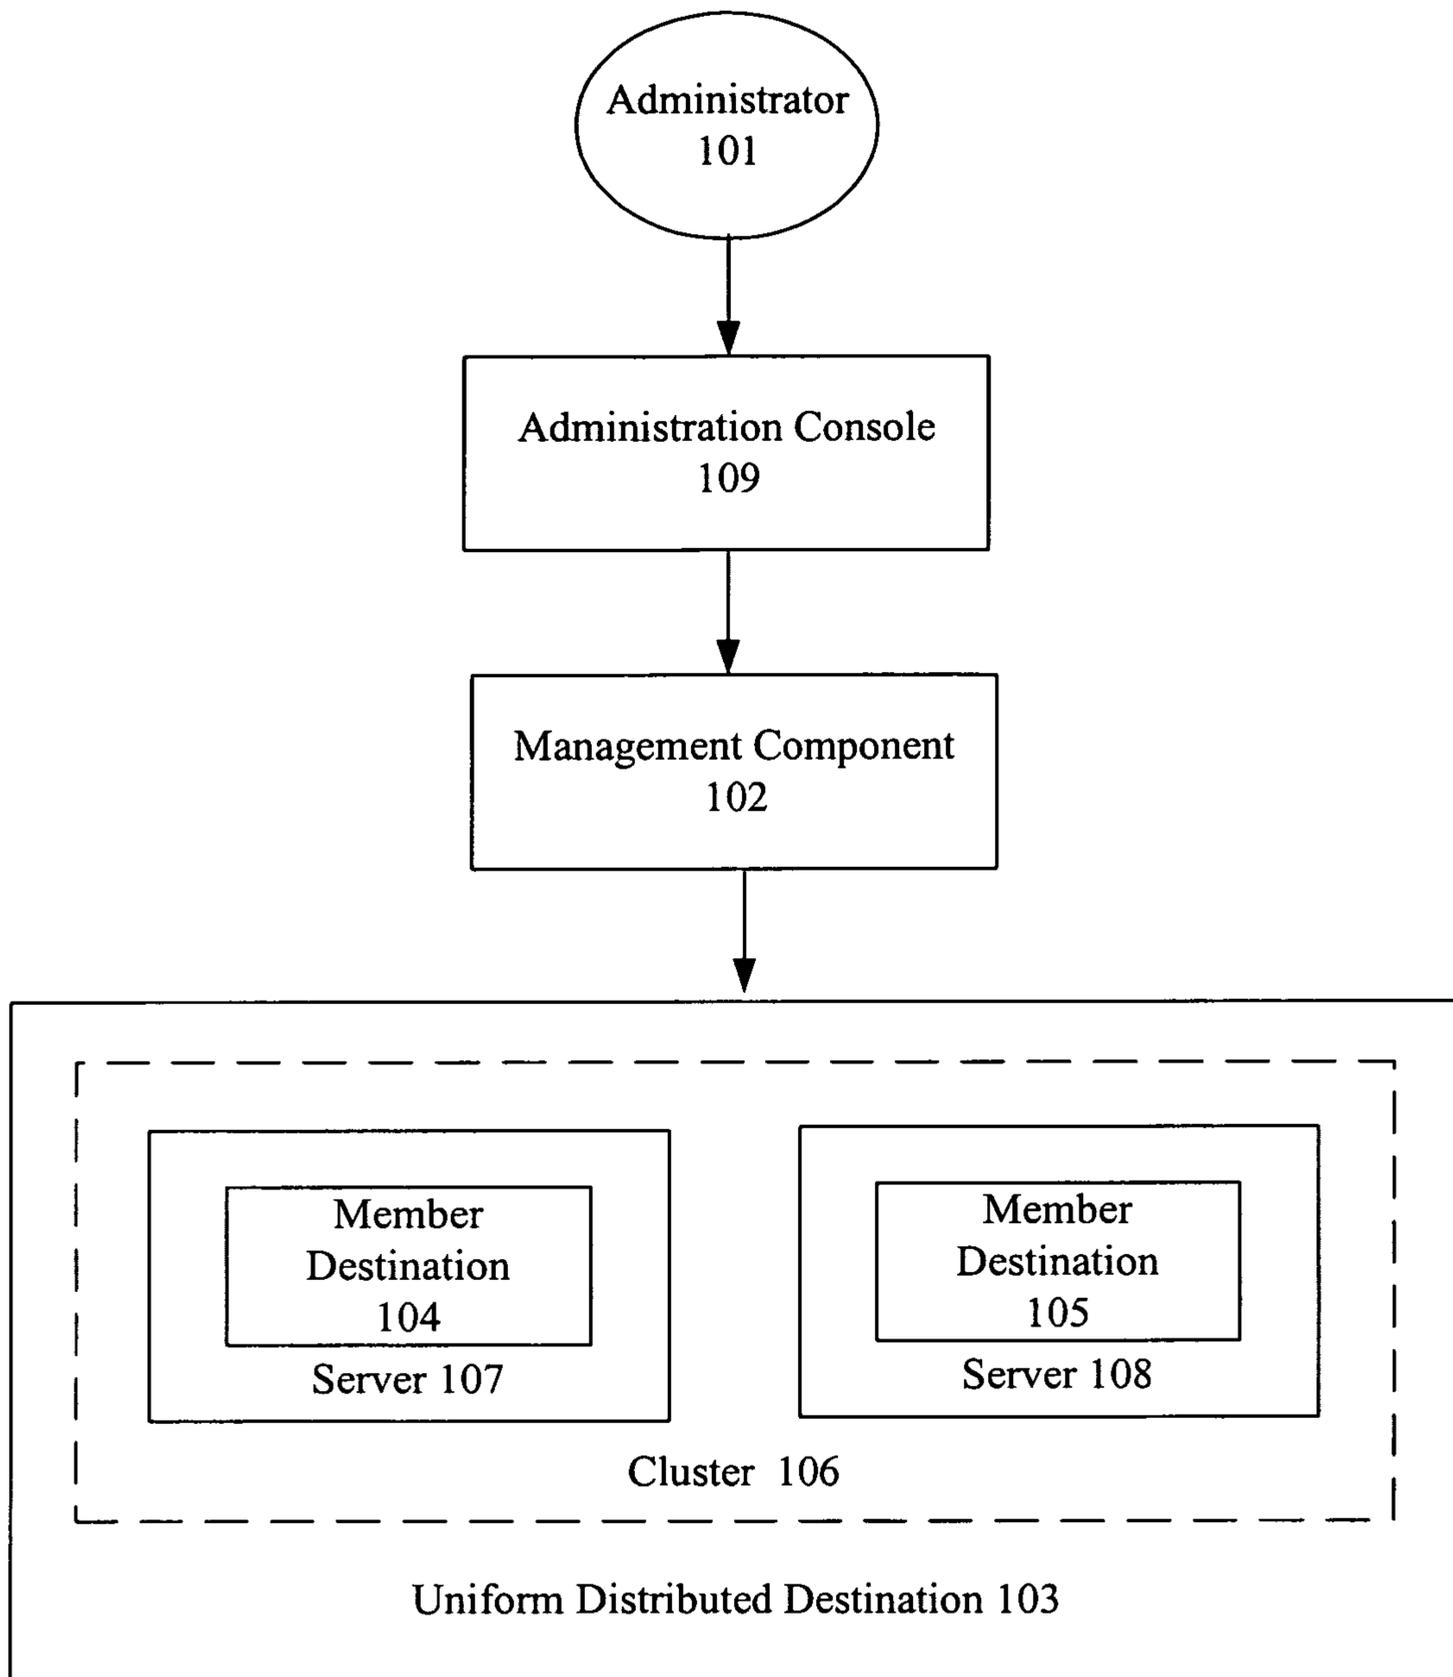 Administrator
101
Administration Console
109
Management Component
102
Member
Destination
104
Server 107
Member
Destination
105
Server 108
Cluster 106
Uniform Distributed Destination 103